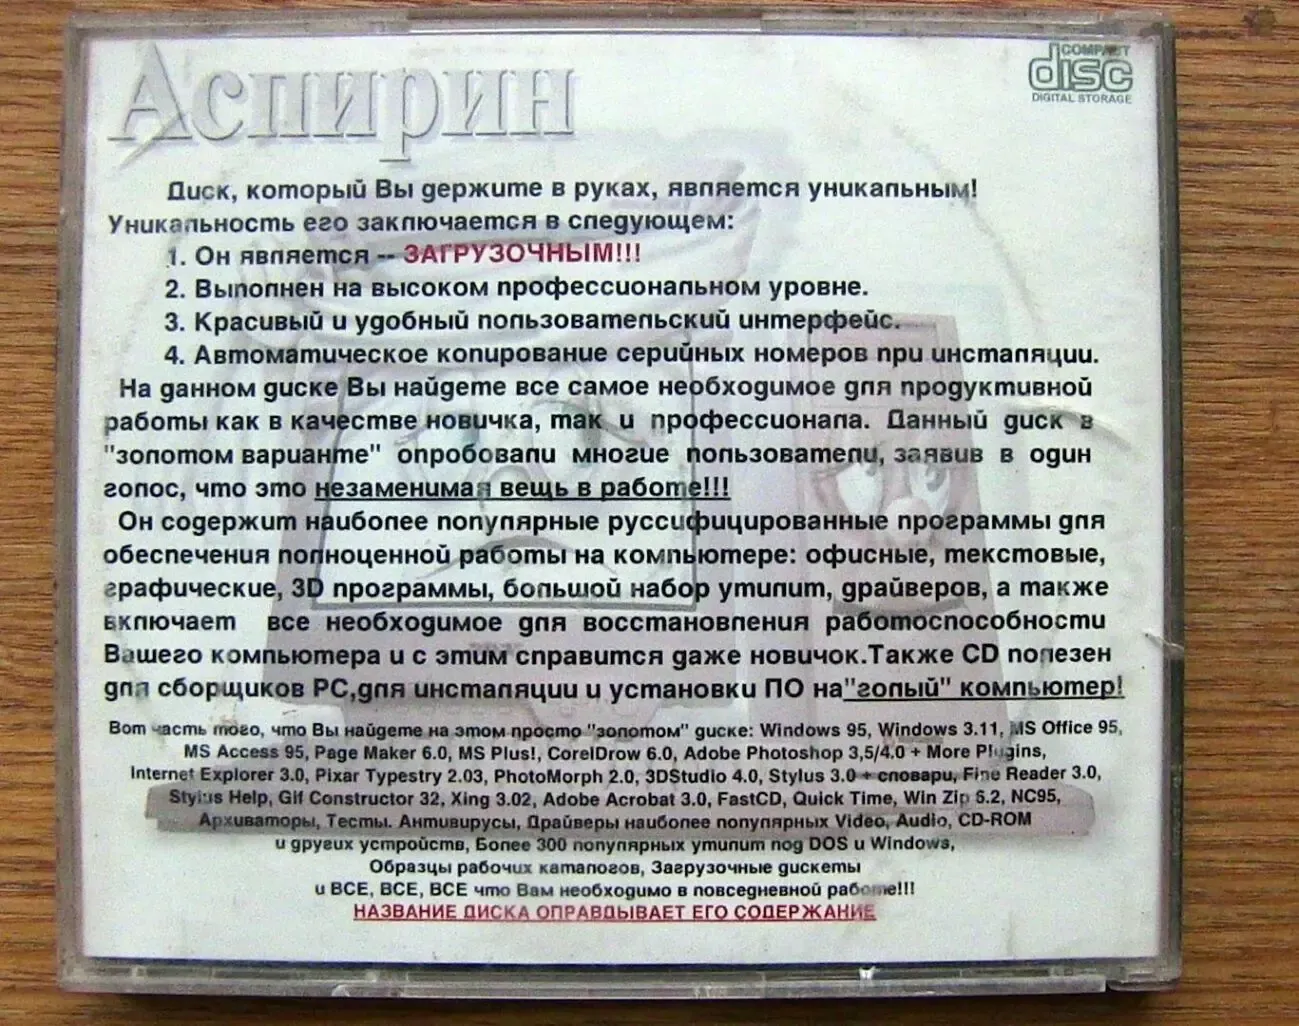 Аспирин
COMPACT
disc
DIGITAL STORAGE
Диск, который Вы держите в руках, является уникальным!
Уникальность его заключается в следующем:
1. Он является -- ЗАГРУЗОЧНЫМ!!!
2. Выполнен на высоком профессиональном уровне.
3. Красивый и удобный пользовательский интерфейс.
4. Автоматическое копирование серийных номеров при инсталяции.
На данном диске Вы найдете все самое необходимое для продуктивной
работы как в качестве новичка, так и профессионала. Данный диск в
"золотом варианте" опробовали многие пользователи, заявив в один
голос, что это незаменимая вещь в работе!!!
Он содержит наиболее популярные руссифицированные программы для
обеспечения полноценной работы на компьютере: офисные, текстовые,
графические, 3D программы, большой набор утилит, драйверов, а также
включает все необходимое для восстановления работоспособности
Вашего компьютера и с этим справится даже новичок.Также CD полезен
для сборщиков PC,для инсталяции и установки ПО на"голый" компьютер!
Вот часть того, что Вы найдете на этом просто "золотом" диске: Windows 95, Windows 3.11, MS Office 95,
MS Access 95, Page Maker 6.0, MS Plus!, CorelDrow 6.0, Adobe Photoshop 3,5/4.0 + More Plugins,
Internet Explorer 3.0, Pixar Typestry 2.03, PhotoMorph 2.0, 3DStudio 4.0, Stylus 3.0 + словари, Fine Reader 3.0,
Stylus Help, Gif Constructor 32, Xing 3.02, Adobe Acrobat 3.0, FastCD, Quick Time, Win Zip 6.2, NC95,
Архиваторы, Тесты. Антивирусы, Драйверы наиболее популярных Video, Audio, CD-ROM
и других устройств, Более 300 популярных утилит под DOS и Windows,
Образцы рабочих каталогов, Загрузочные дискеты
и ВСЕ, ВСЕ, ВСЕ что Вам необходимо в повседневной работе!!!
НАЗВАНИЕ ДИСКА ОПРАВДЫВАЕТ ЕГО СОДЕРЖАНИЕ